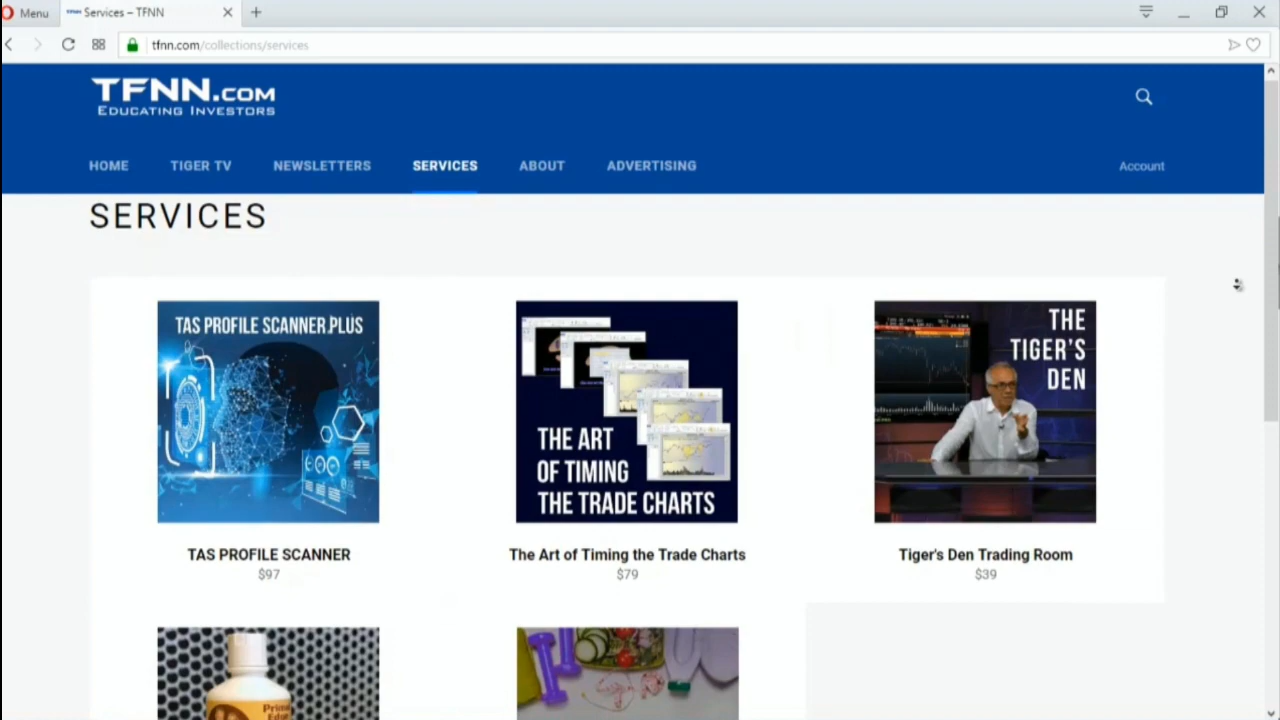 Menu
Services – TFNN
tfnn.com/collections/services
TFNN.COM
EDUCATING INVESTORS
HOME
TIGER TV
NEWSLETTERS
SERVICES
ABOUT
ADVERTISING
Account
SERVICES
TAS PROFILE SCANNER PLUS
THE ART
OF TIMING
THE TRADE CHARTS
THE
TIGER'S
DEN
TAS PROFILE SCANNER
$97
The Art of Timing the Trade Charts
$79
Tiger's Den Trading Room
$39